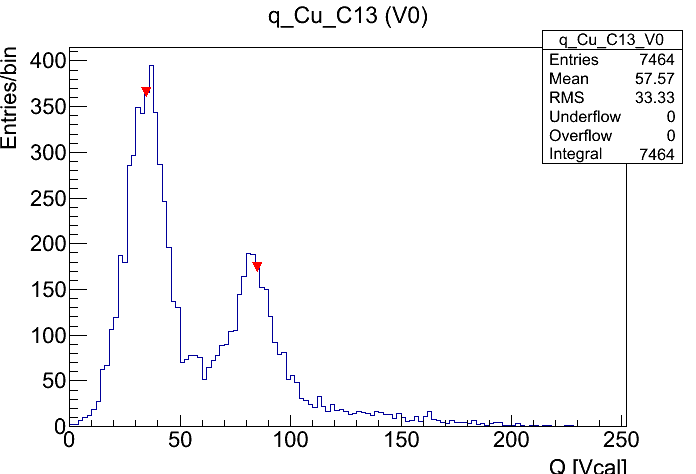 q_Cu_C13 (V0)
Entries/bin
400
350
300
250
200
150
100
50
0
0 50 100 150 200 250
Q [Vcal]
q_Cu_C13_V0
Entries 7464
Mean 57.57
RMS 33.33
Underflow 0
Overflow 0
Integral 7464